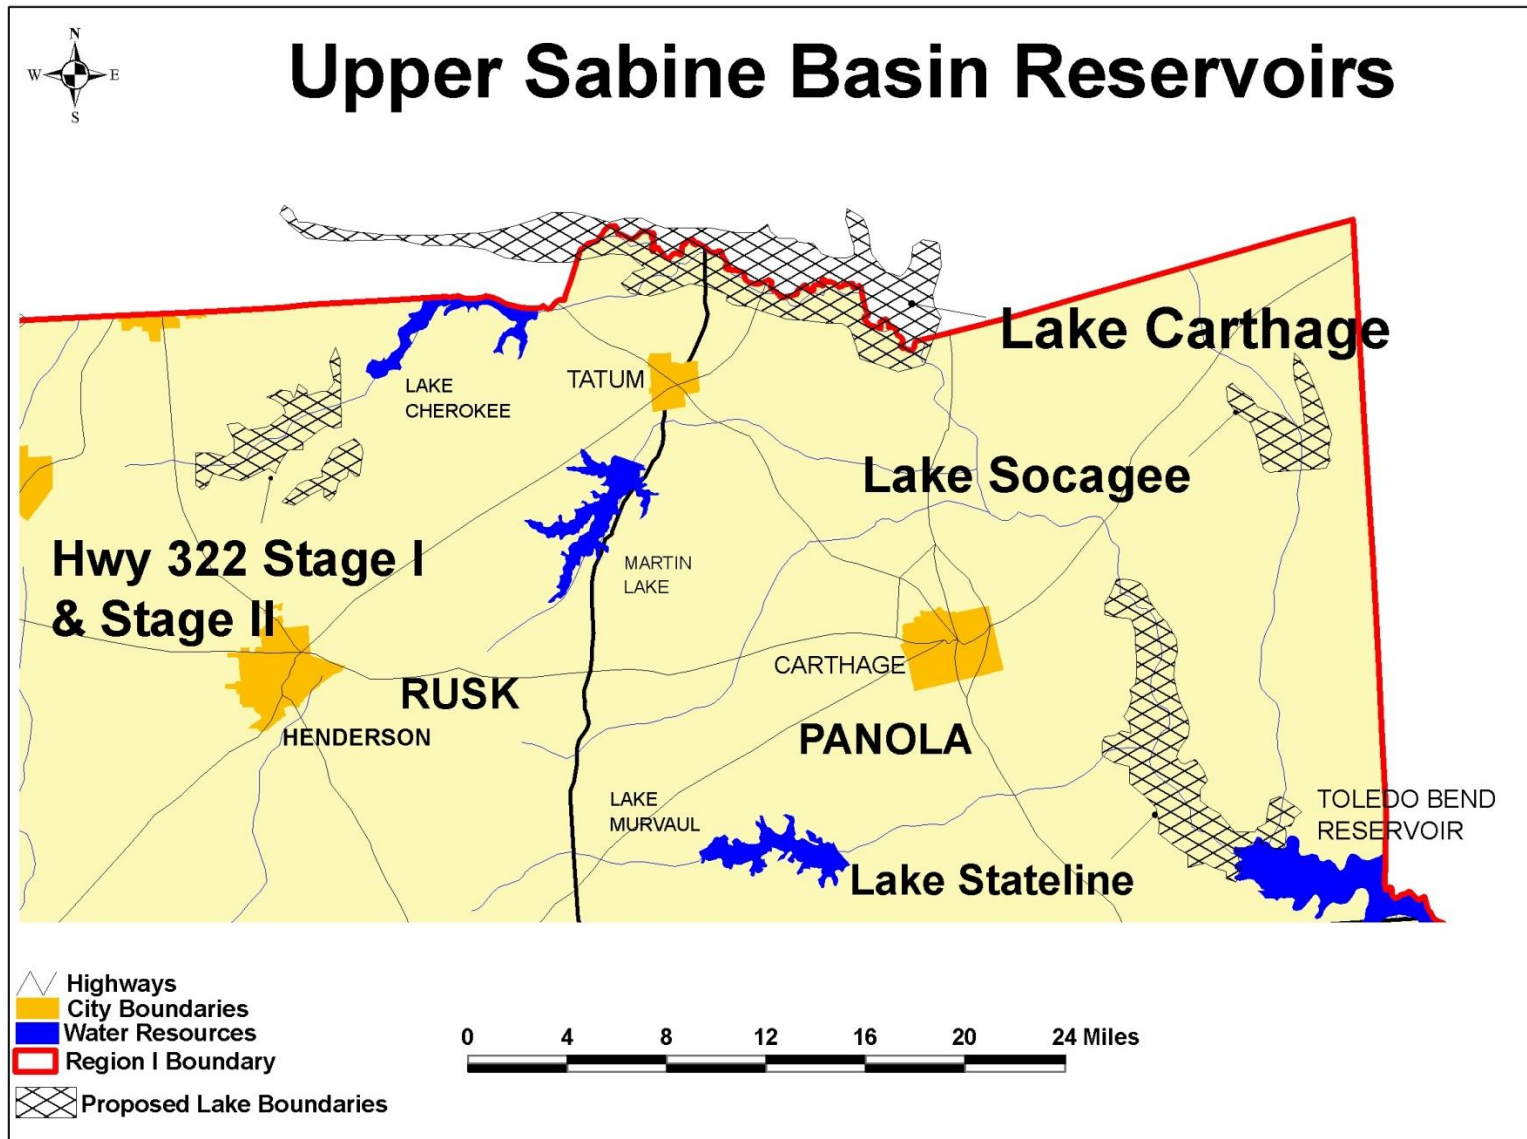 N
W E
S
Upper Sabine Basin Reservoirs
Lake Carthage
TATUM
LAKE
CHEROKEE
Lake Socagee
Hwy 322 Stage I
& Stage II
MARTIN
LAKE
CARTHAGE
RUSK
HENDERSON
PANOLA
LAKE
MURVAUL
TOLEDO BEND
RESERVOIR
Lake Stateline
Highways
City Boundaries
Water Resources
Region I Boundary
Proposed Lake Boundaries
0 4 8 12 16 20 24 Miles